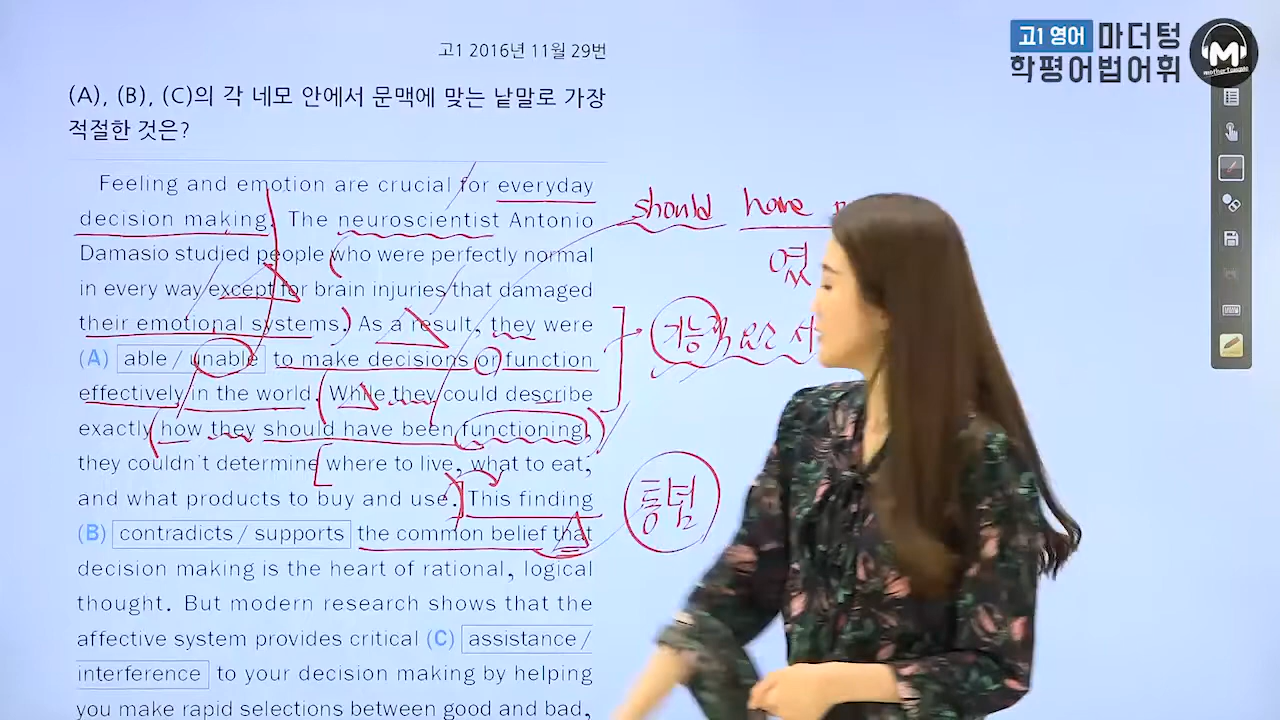 고1 2016년 11월 29번
고1 영어 마더텅
학평어법어휘
M
(A), (B), (C)의 각 네모 안에서 문맥에 맞는 낱말로 가장
적절한 것은?
Feeling and emotion are crucial for everyday
decision making. The neuroscientist Antonio
Damasio studied people who were perfectly normal
in every way except for brain injuries that damaged
their emotional systems. As a result, they were
(A) able / unable to make decisions or function
effectively in the world. While they could describe
exactly how they should have been functioning,
they couldn't determine where to live, what to eat,
and what products to buy and use. This finding
(B) contradicts / supports the common belief that
decision making is the heart of rational, logical
thought. But modern research shows that the
affective system provides critical (C) assistance /
interference to your decision making by helping
you make rapid selections between good and bad,
should have
였
통념